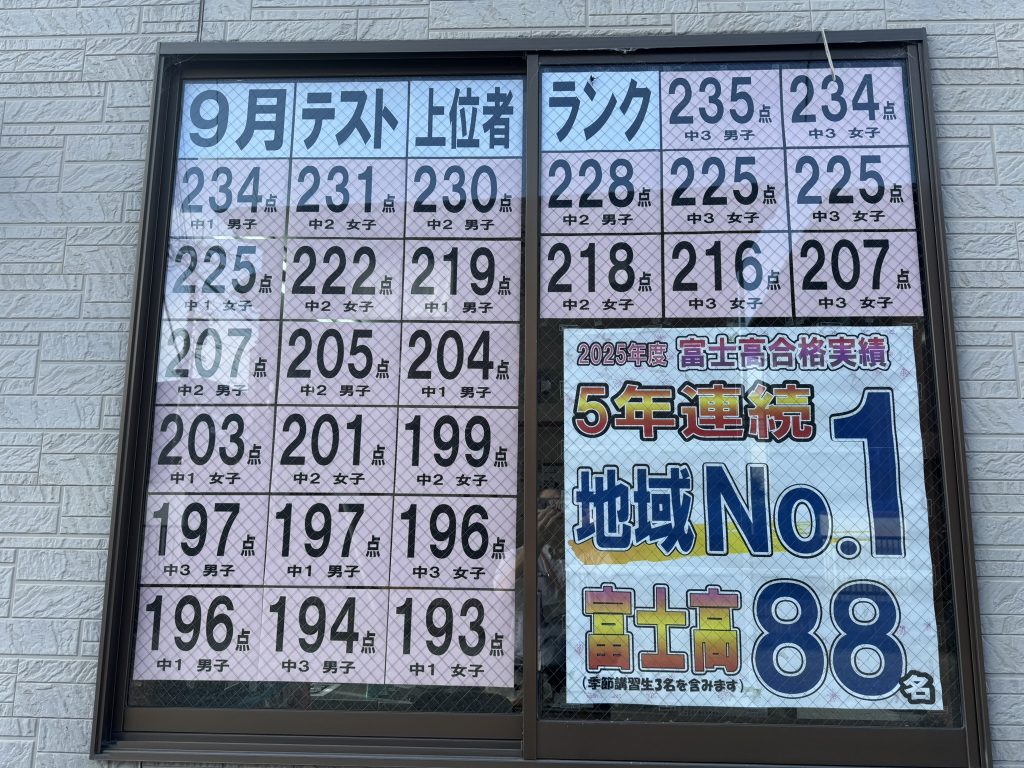 9月 テスト 上位者 ランク 235点 234点
中3 男子 中3 女子
234点 231点 230点 228点 225点 225点
中1 男子 中2 女子 中2 男子 中2 男子 中3 女子 中3 女子
225点 222点 219点 218点 216点 207点
中1 女子 中2 女子 中1 男子 中2 女子 中3 女子 中3 女子
207点 205点 204点
中2 男子 中2 男子 中1 男子
203点 201点 199点
中1 女子 中2 女子 中2 女子
197点 197点 196点
中3 男子 中1 男子 中3 女子
196点 194点 193点
中1 男子 中3 男子 中1 女子
2025年度 富士高合格実績
5年連続
地域No.1
富士高88名
(季節講習生3名を含みます)